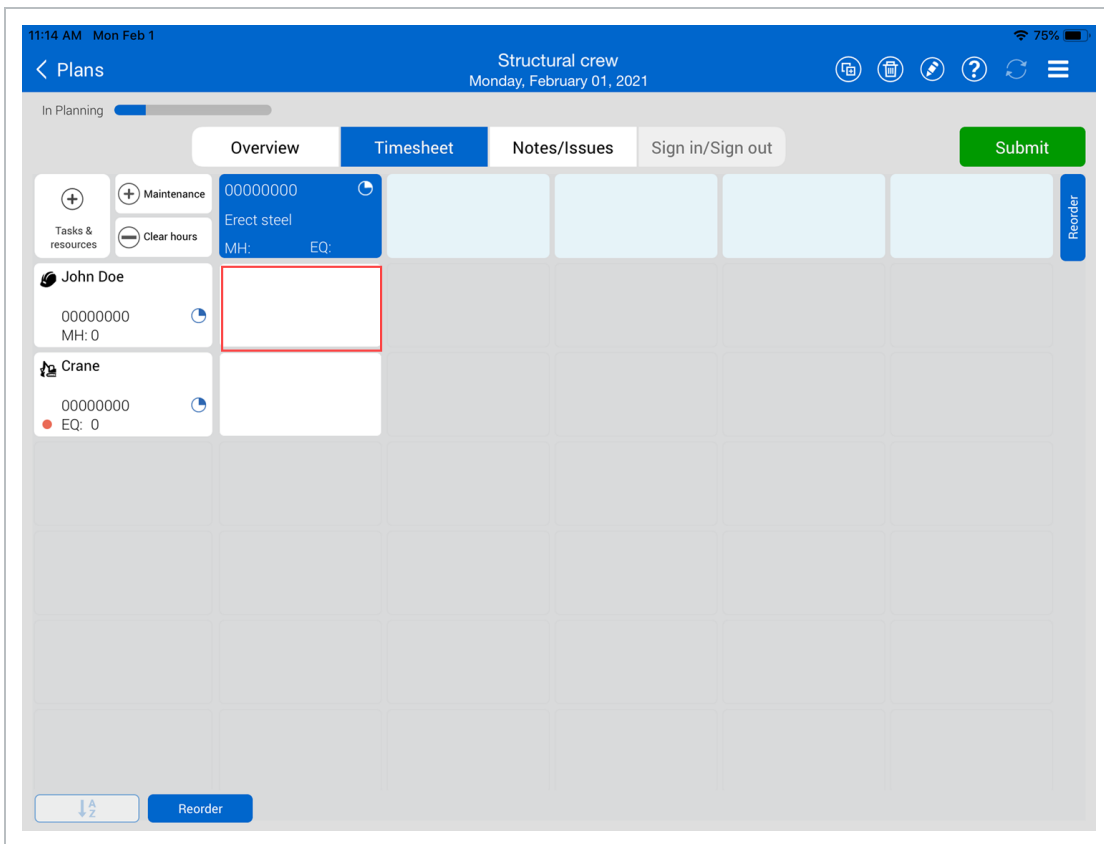 11:14 AM Mon Feb 1
75%
Plans
Structural crew
Monday, February 01, 2021
In Planning
Overview
Timesheet
Notes/Issues
Sign in/Sign out
Submit
Tasks &
resources
Maintenance
Clear hours
00000000
Erect steel
MH: EQ:
Reorder
John Doe
00000000
MH: 0
Crane
00000000
EQ: 0
A
Z
Reorder